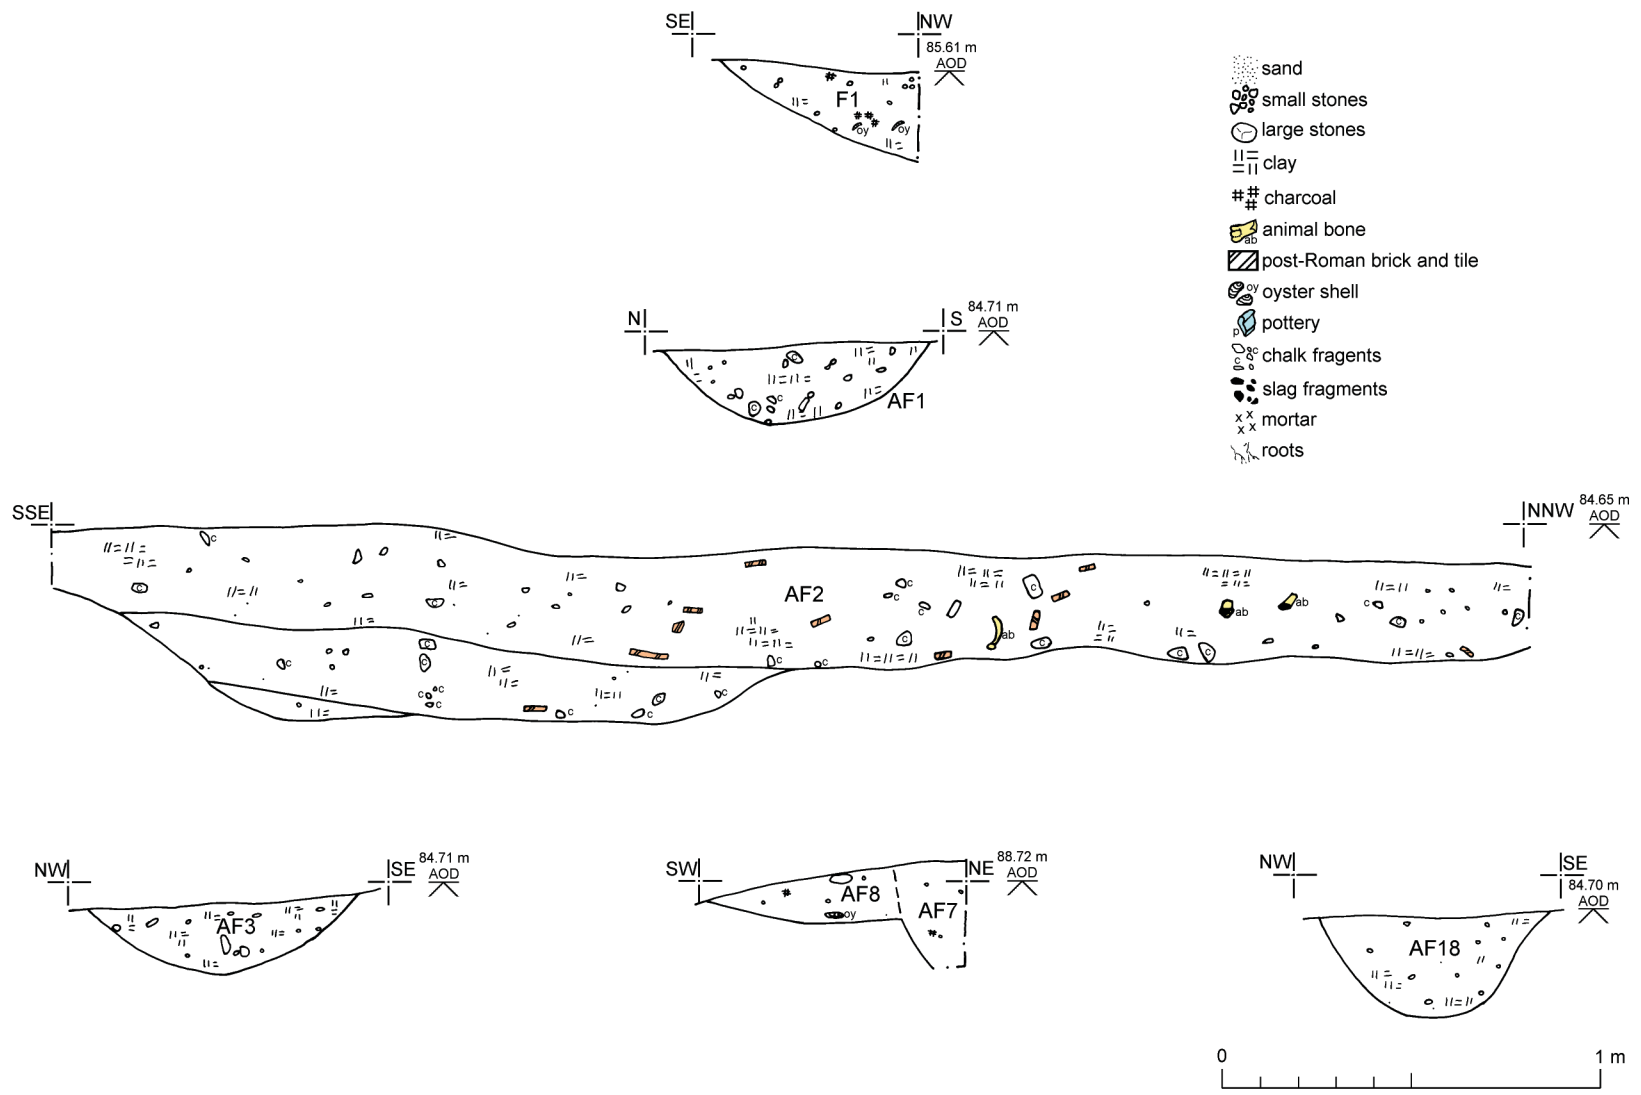 SE NW
85.61 m
AOD
F1
oy oy
sand
small stones
large stones
clay
charcoal
animal bone
ab
post-Roman brick and tile
oy oyster shell
p pottery
c c chalk fragents
slag fragments
x x
x x mortar
roots
N S
84.71 m
AOD
c
c c
AF1
SSE NNW
84.65 m
AOD
c
AF2
c c c c
c c
ab ab ab
c c c c
c c c c c c
c c c
c c
c c c
c c c
NW SE
84.71 m
AOD
AF3
SW NE
88.72 m
AOD
AF8
oy
AF7
NW SE
84.70 m
AOD
AF18
0 1 m